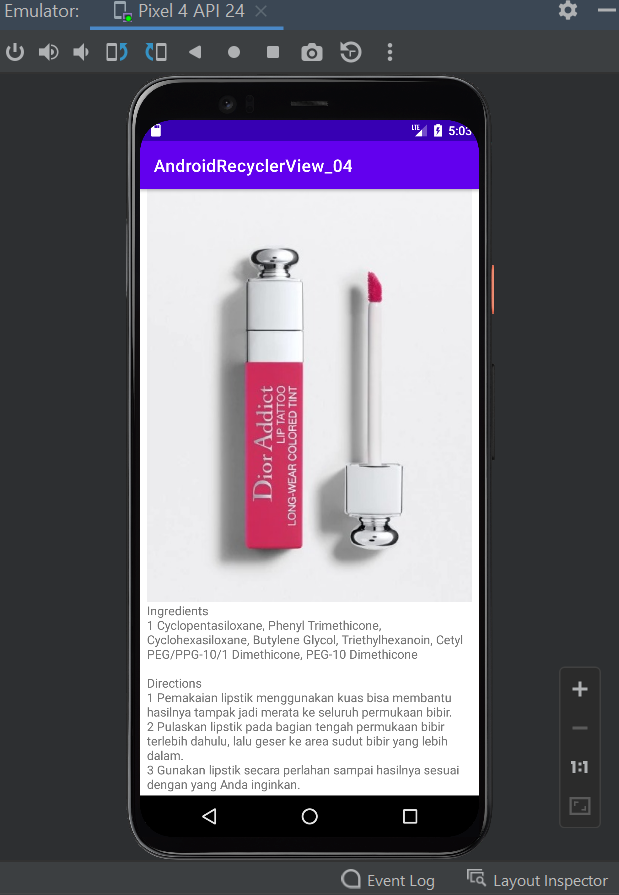 Emulator: Pixel 4 API 24
LTE 5:03
AndroidRecyclerView_04
Dior Addict
LIP TATTOO
LONG-WEAR COLORED TINT
Ingredients
1 Cyclopentasiloxane, Phenyl Trimethicone,
Cyclohexasiloxane, Butylene Glycol, Triethylhexanoin, Cetyl
PEG/PPG-10/1 Dimethicone, PEG-10 Dimethicone
Directions
1 Pemakaian lipstik menggunakan kuas bisa membantu
hasilnya tampak jadi merata ke seluruh permukaan bibir.
2 Pulaskan lipstik pada bagian tengah permukaan bibir
terlebih dahulu, lalu geser ke area sudut bibir yang lebih
dalam.
3 Gunakan lipstik secara perlahan sampai hasilnya sesuai
dengan yang Anda inginkan.
1:1
Event Log Layout Inspector